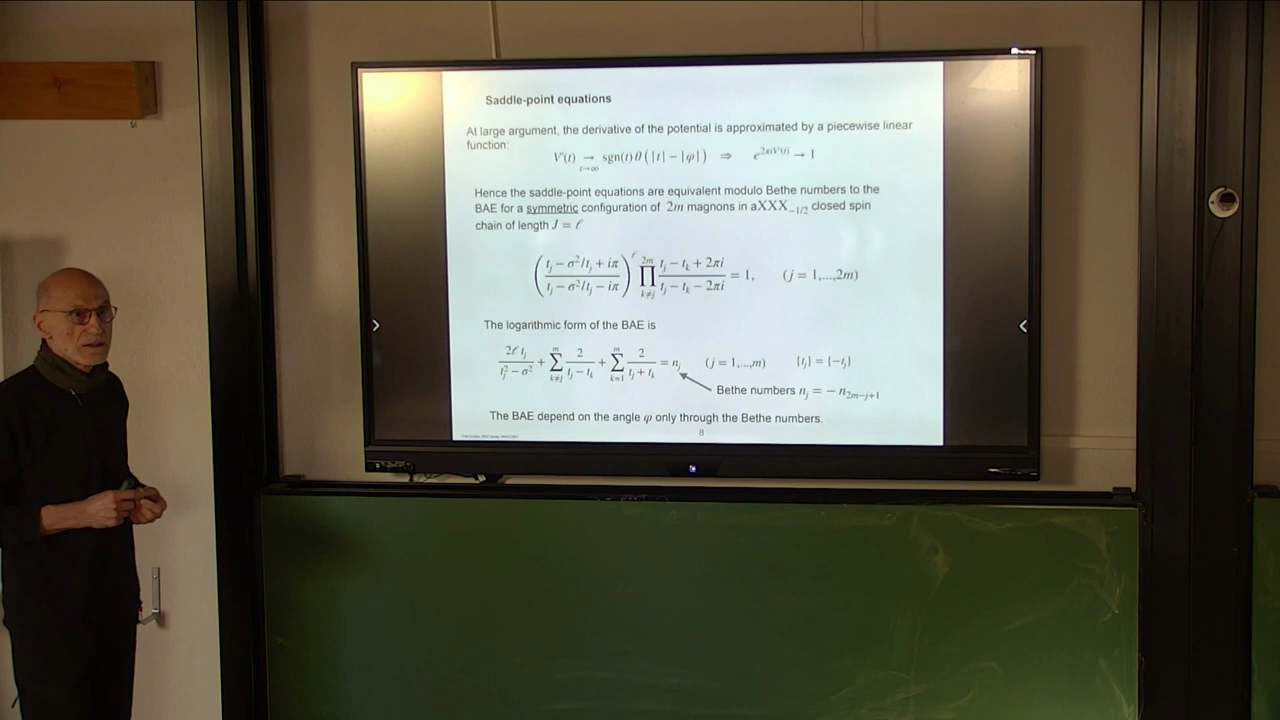 Saddle-point equations
At large argument, the derivative of the potential is approximated by a piecewise linear
function:
V'(t) → sgn(t) θ(|t| − |φ|) ⇒ e^{2πiV'(t)} → 1
t→∞
Hence the saddle-point equations are equivalent modulo Bethe numbers to the
BAE for a symmetric configuration of 2m magnons in aXXX_{−1/2} closed spin
chain of length J = ℓ
( (t_j − σ²/t_j + iπ) / (t_j − σ²/t_j − iπ) )^ℓ ∏_{k≠j}^{2m} (t_j − t_k + 2πi) / (t_j − t_k − 2πi) = 1, (j = 1,...,2m)
The logarithmic form of the BAE is
2ℓ t_j / (t_j² − σ²) + ∑_{k≠j}^{m} 2 / (t_j − t_k) + ∑_{k=1}^{m} 2 / (t_j + t_k) = n_j (j = 1,...,m) {t_j} = {−t_j}
Bethe numbers n_j = − n_{2m−j+1}
The BAE depend on the angle φ only through the Bethe numbers.
8